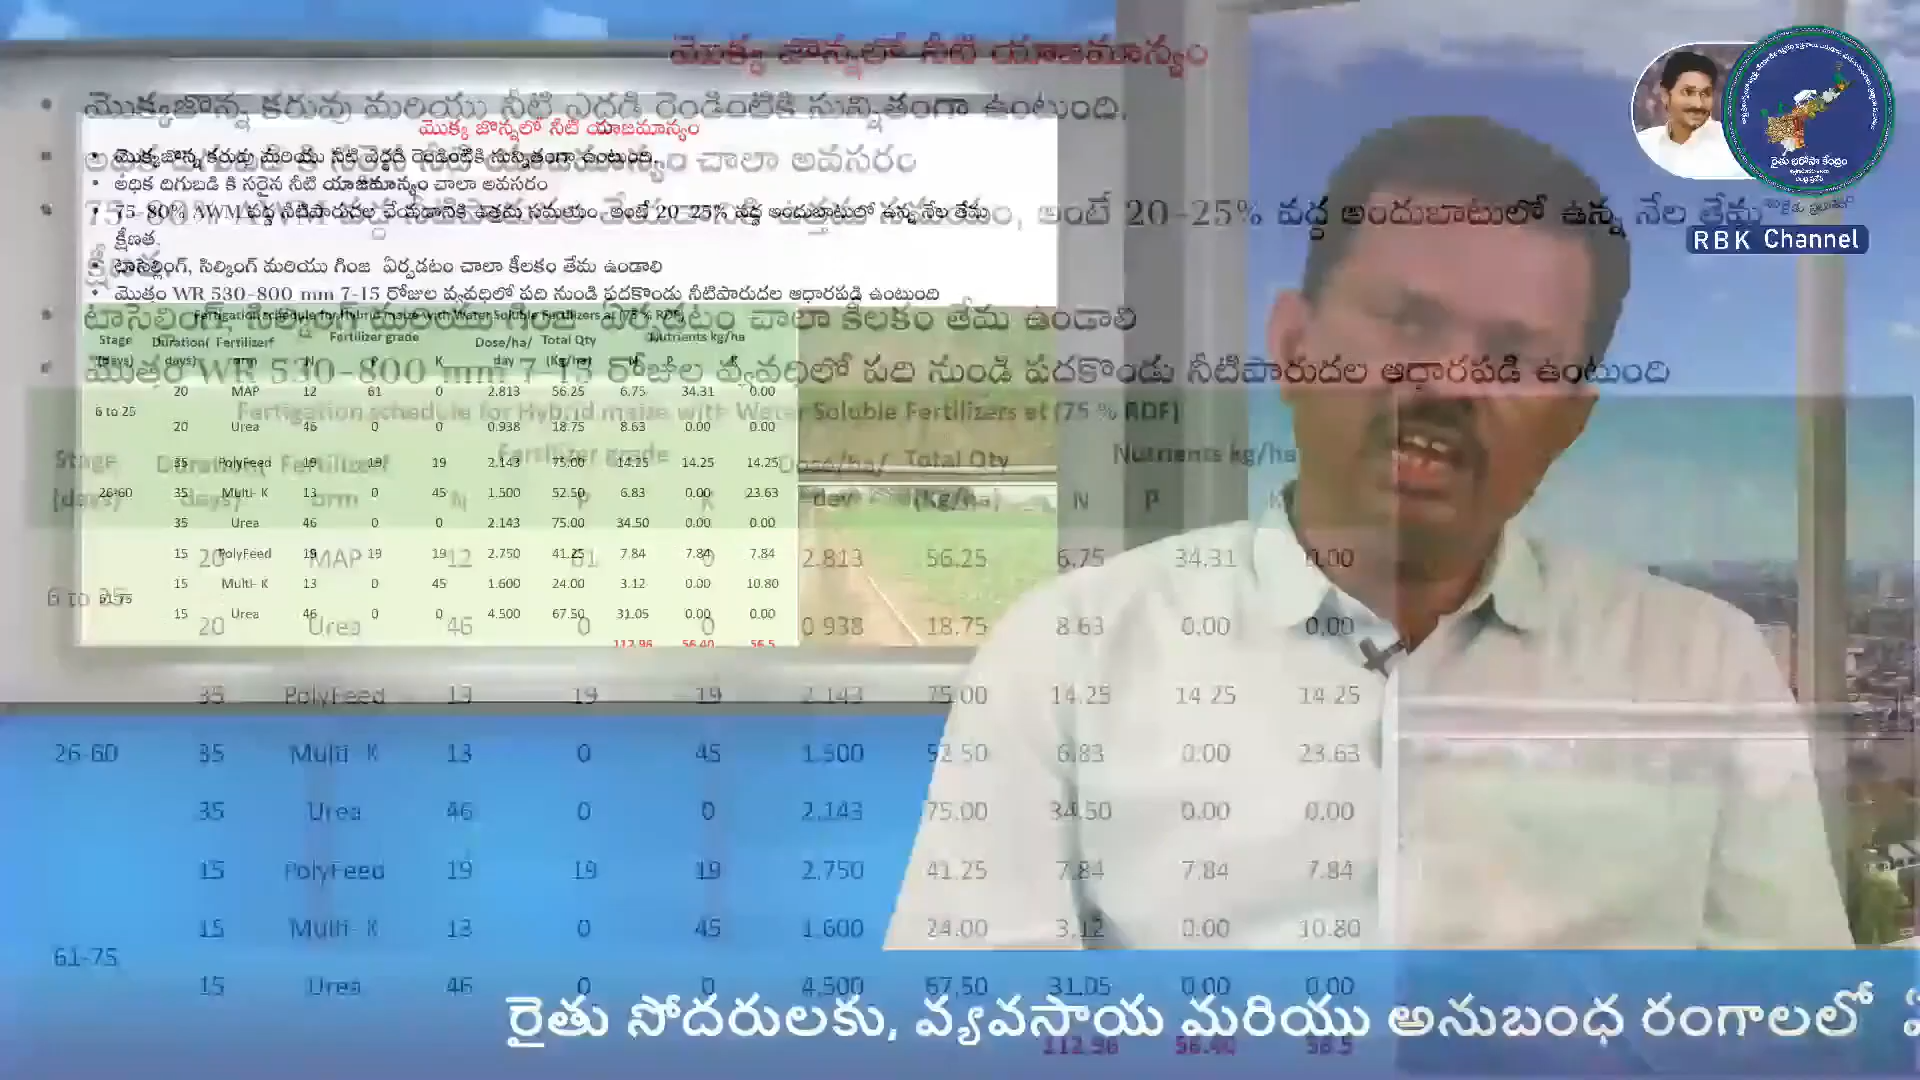 మొక్క జొన్నలో నీటి యాజమాన్యం
• మొక్కజొన్న కరువు మరియు నీటి ఎద్దడి రెండింటికి సున్నితంగా ఉంటుంది.
• అధిక దిగుబడి కి సరైన నీటి యాజమాన్యం చాలా అవసరం
• 75-80% AWM వద్ద నీటిపారుదల చేయడానికి ఉత్తమ సమయం, అంటే 20-25% వద్ద అందుబాటులో ఉన్న నేల తేమ
క్షీణత.
• టాసెల్లింగ్, సిల్కింగ్ మరియు గింజ ఏర్పడటం చాలా కీలకం తేమ ఉండాలి
• మొత్తం WR 530-800 mm 7-15 రోజుల వ్యవధిలో పది నుండి పదకొండు నీటిపారుదల ఆధారపడి ఉంటుంది
Fertigation schedule for Hybrid maize with Water Soluble Fertilizers at (75 % RDF)
Stage Duration( Fertilizerf Fertilizer grade Dose/ha/ Total Qty Nutrients kg/ha
(days) days) arm N P K day (Kg/ha) N P K
20 MAP 12 61 0 2.813 56.25 6.75 34.31 0.00
6 to 25
20 Urea 46 0 0 0.938 18.75 8.63 0.00 0.00
35 PolyFeed 19 19 19 2.143 75.00 14.25 14.25 14.25
26-60 35 Multi- K 13 0 45 1.500 52.50 6.83 0.00 23.63
35 Urea 46 0 0 2.143 75.00 34.50 0.00 0.00
15 PolyFeed 19 19 19 2.750 41.25 7.84 7.84 7.84
15 Multi- K 13 0 45 1.600 24.00 3.12 0.00 10.80
61-75
15 Urea 46 0 0 4.500 67.50 31.05 0.00 0.00
112.96 56.40 56.5
రైతు భరోసా కేంద్రం
RBK Channel
రైతు సోదరులకు, వ్యవసాయ మరియు అనుబంధ రంగాలలో